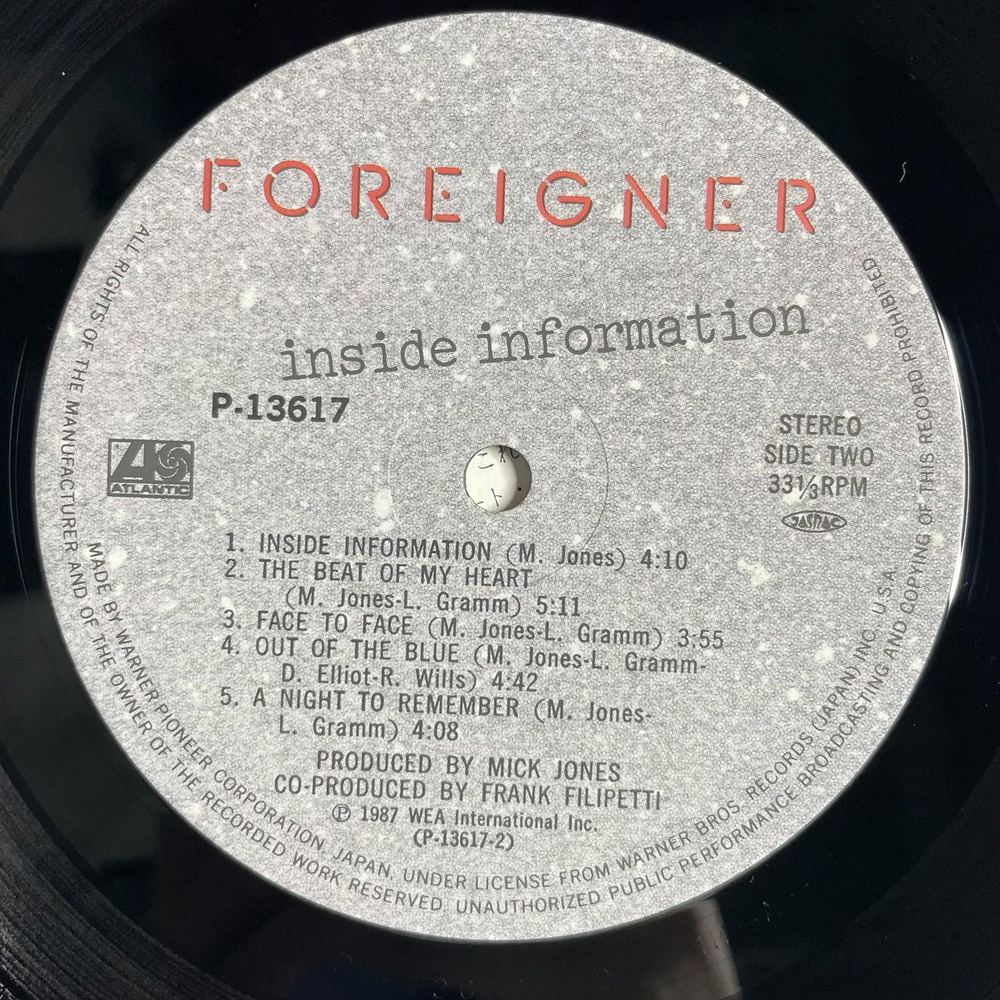 FOREIGNER
inside information
P-13617
ATLANTIC
STEREO
SIDE TWO
33⅓RPM
JASRAC
1. INSIDE INFORMATION (M. Jones) 4:10
2. THE BEAT OF MY HEART
(M. Jones-L. Gramm) 5:11
3. FACE TO FACE (M. Jones-L. Gramm) 3:55
4. OUT OF THE BLUE (M. Jones-L. Gramm-
D. Elliot-R. Wills) 4:42
5. A NIGHT TO REMEMBER (M. Jones-
L. Gramm) 4:08
PRODUCED BY MICK JONES
CO-PRODUCED BY FRANK FILIPETTI
℗ 1987 WEA International Inc.
(P-13617-2)
MADE BY WARNER-PIONEER CORPORATION, JAPAN, UNDER LICENSE FROM WARNER BROS. RECORDS (JAPAN) INC. U.S.A.
ALL RIGHTS OF THE MANUFACTURER AND OF THE OWNER OF THE RECORDED WORK RESERVED. UNAUTHORIZED PUBLIC PERFORMANCE BROADCASTING AND COPYING OF THIS RECORD PROHIBITED